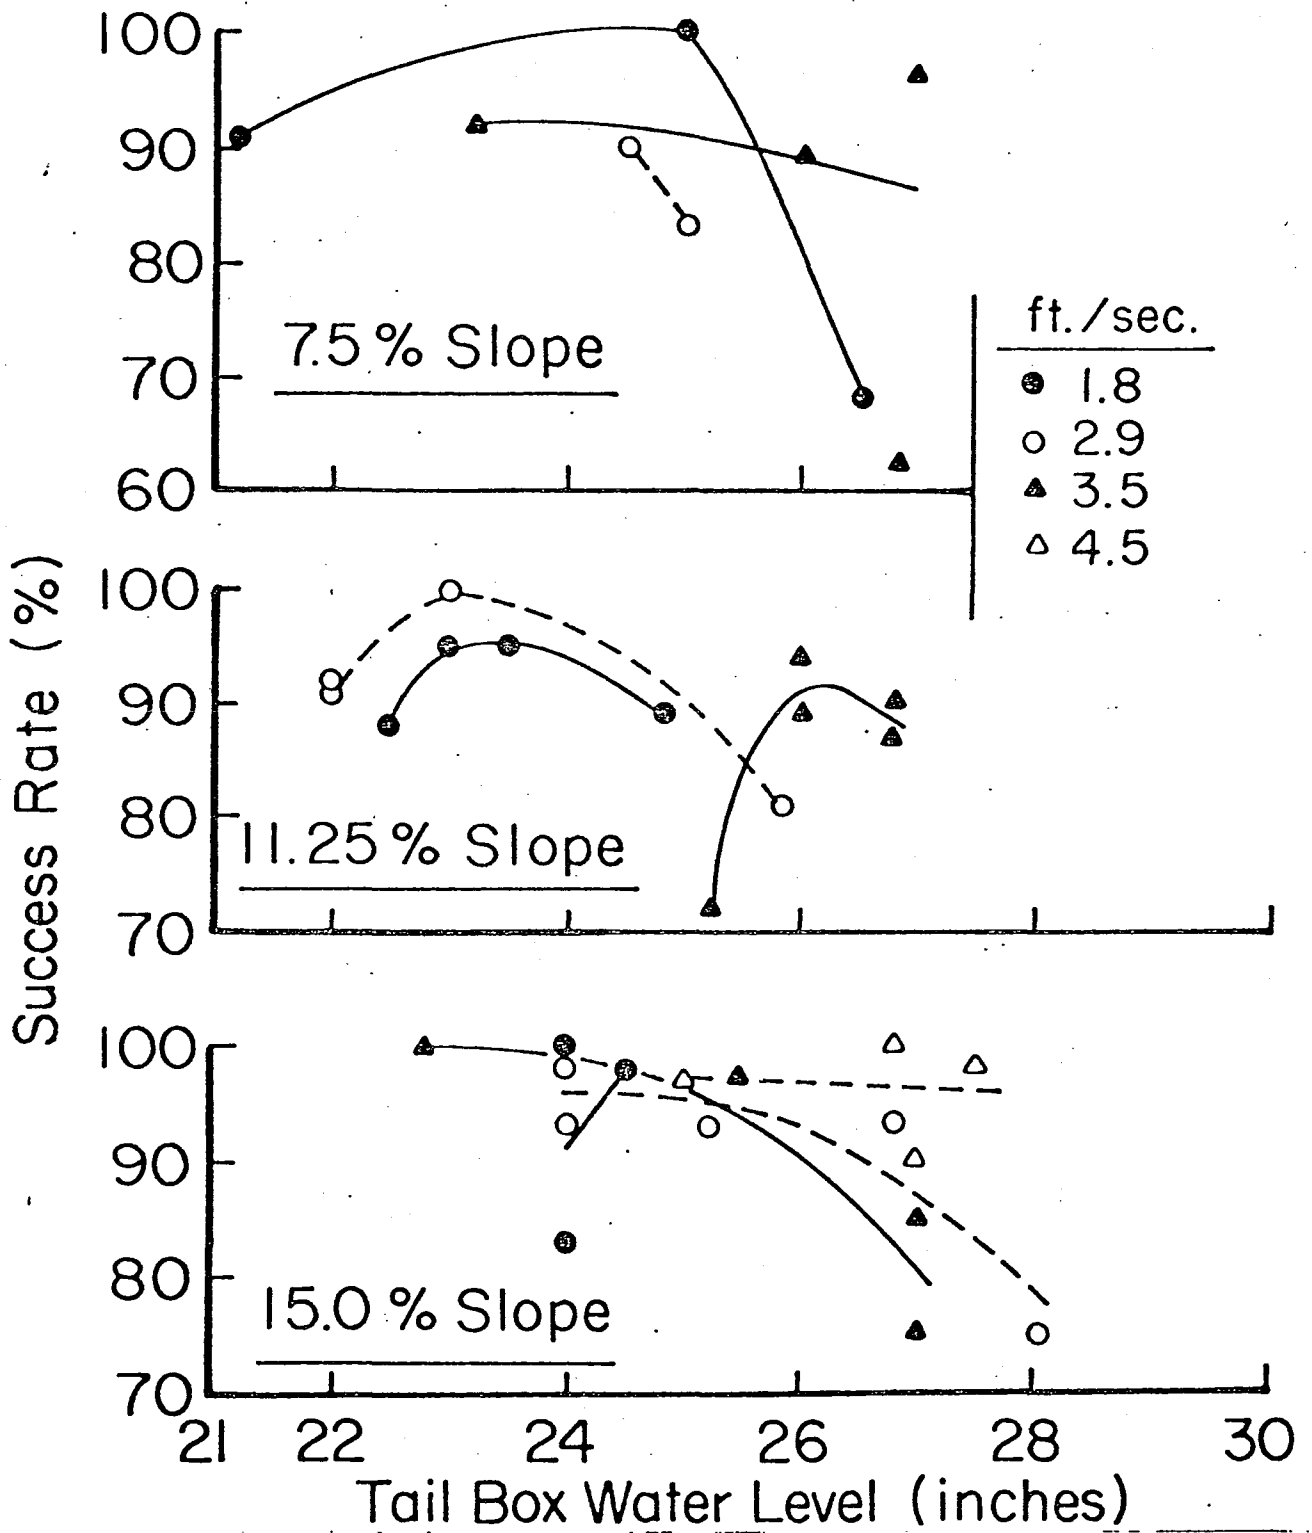 100
90
80
70
60
7.5% Slope
ft./sec.
1.8
2.9
3.5
4.5
Success Rate (%)
100
90
80
70
11.25% Slope
100
90
80
70
15.0% Slope
21 22 24 26 28 30
Tail Box Water Level (inches)